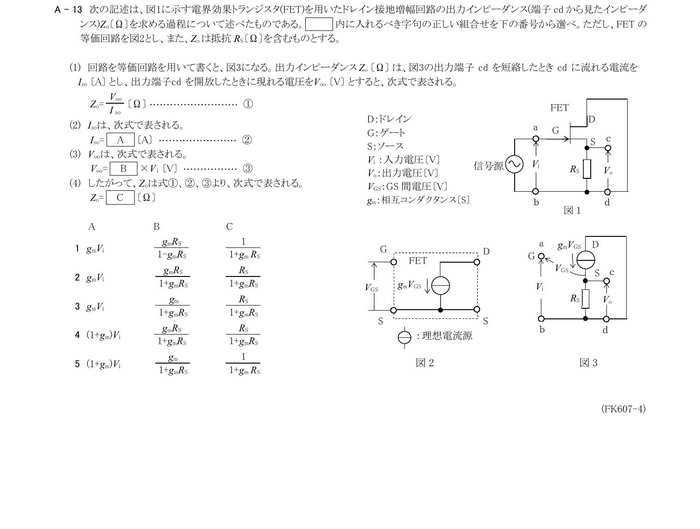 A－13 次の記述は、図1に示す電界効果トランジスタ(FET)を用いたドレイン接地増幅回路の出力インピーダンス(端子 cd から見たインピーダ
ンス)Zo〔Ω〕を求める過程について述べたものである。□内に入れるべき字句の正しい組合せを下の番号から選べ。ただし、FET の
等価回路を図2とし、また、Zo は抵抗 RS〔Ω〕を含むものとする。
(1) 回路を等価回路を用いて書くと、図3になる。出力インピーダンス Zo〔Ω〕は、図3の出力端子 cd を短絡したとき cd に流れる電流を
Iso〔A〕とし、出力端子cd を開放したときに現れる電圧をVoo〔V〕とすると、次式で表される。
Zo=Voo/Iso〔Ω〕 ………………………… ①
(2) Isoは、次式で表される。
Iso= A 〔A〕 ………………………… ②
(3) Vooは、次式で表される。
Voo= B ×Vi〔V〕 ………………… ③
(4) したがって、Zoは式①、②、③より、次式で表される。
Zo= C 〔Ω〕
A B C
1 gmVi gmRS/1−gmRS 1/1+gm RS
2 gmVi gmRS/1+gmRS RS/1+gmRS
3 gmVi gm/1+gmRS RS/1+gmRS
4 (1+gm)Vi gmRS/1+gmRS RS/1+gmRS
5 (1+gm)Vi gm/1+gmRS 1/1+gm RS
D:ドレイン
G:ゲート
S:ソース
Vi :入力電圧〔V〕
Vo:出力電圧〔V〕
VGS:GS 間電圧〔V〕
gm:相互コンダクタンス〔S〕
FET
D
a
G
S
c
信号源
Vi
RS
Vo
b
d
図1
G
D
FET
VGS
gmVGS
S
S
:理想電流源
図2
a
gmVGS
D
G
VGS
S
c
Vi
RS
Vo
b
d
図3
(FK607-4)